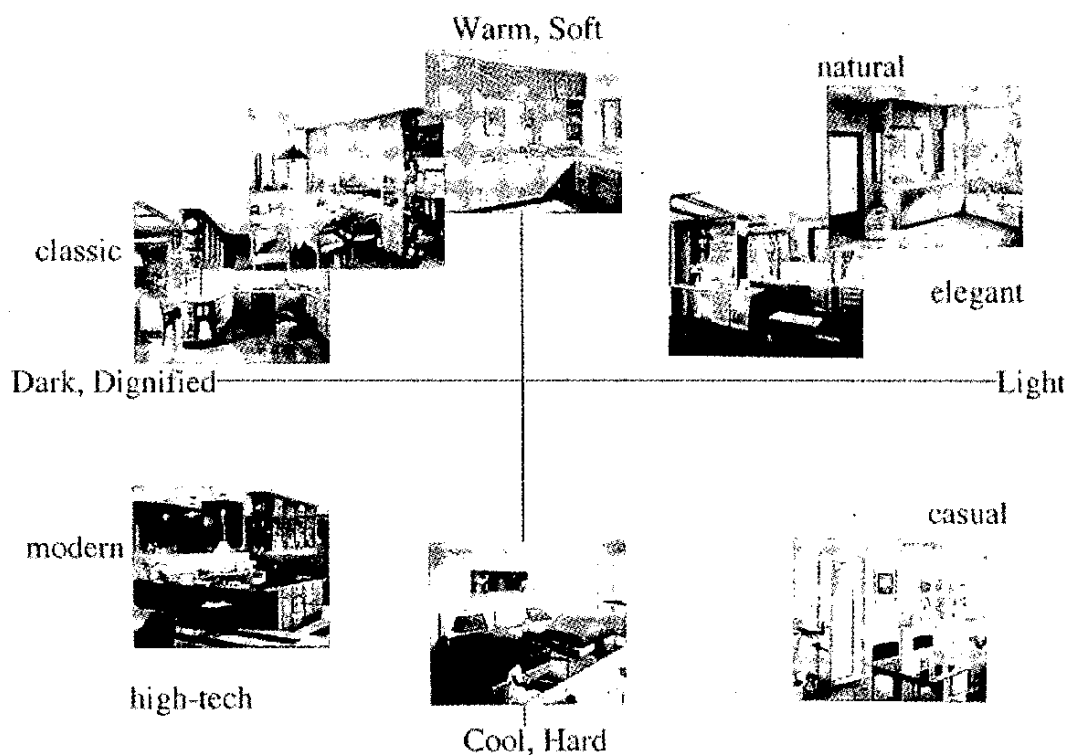 Warm, Soft
natural
classic
elegant
Dark, Dignified
Light
modern
casual
high-tech
Cool, Hard